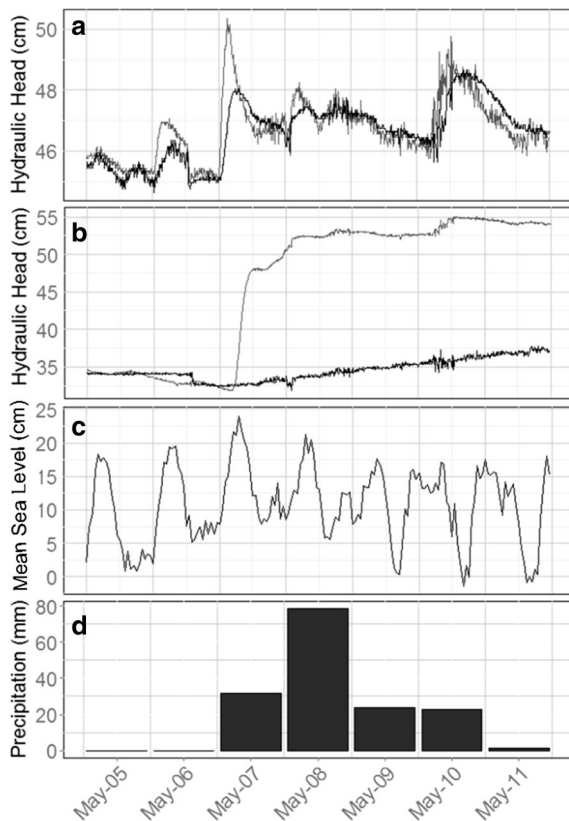 a
Hydraulic Head (cm)
50
48
46
b
Hydraulic Head (cm)
55
50
45
40
35
c
Mean Sea Level (cm)
25
20
15
10
5
0
d
Precipitation (mm)
80
60
40
20
0
May-05
May-06
May-07
May-08
May-09
May-10
May-11